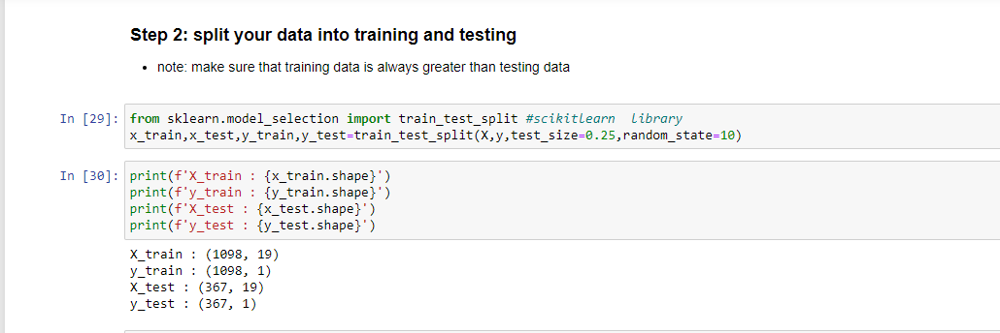 Step 2: split your data into training and testing
• note: make sure that training data is always greater than testing data
In [29]: from sklearn.model_selection import train_test_split #scikitlearn  library
x_train,x_test,y_train,y_test=train_test_split(X,y,test_size=0.25,random_state=10)
In [30]: print(f'X_train : {x_train.shape}')
print(f'y_train : {y_train.shape}')
print(f'X_test : {x_test.shape}')
print(f'y_test : {y_test.shape}')
X_train : (1098, 19)
y_train : (1098, 1)
X_test : (367, 19)
y_test : (367, 1)